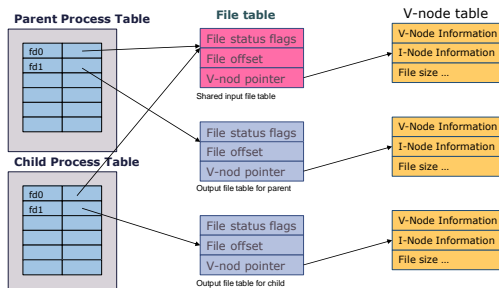 Parent Process Table
fd0
fd1
Child Process Table
fd0
fd1
File table
File status flags
File offset
V-nod pointer
Shared input file table
File status flags
File offset
V-nod pointer
Output file table for parent
File status flags
File offset
V-nod pointer
Output file table for child
V-node table
V-Node Information
I-Node Information
File size ...
V-Node Information
I-Node Information
File size ...
V-Node Information
I-Node Information
File size ...